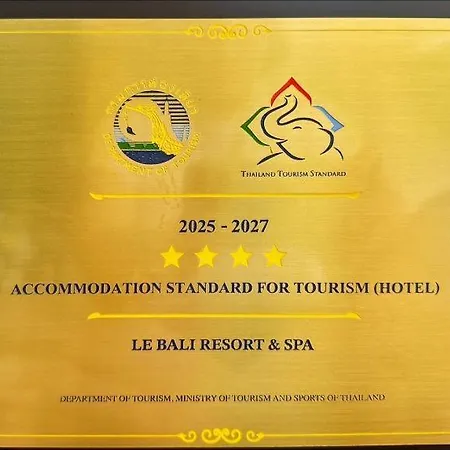 DEPARTMENT OF TOURISM
THAILAND TOURISM STANDARD
2025 - 2027
ACCOMMODATION STANDARD FOR TOURISM (HOTEL)
LE BALI RESORT & SPA
DEPARTMENT OF TOURISM, MINISTRY OF TOURISM AND SPORTS OF THAILAND